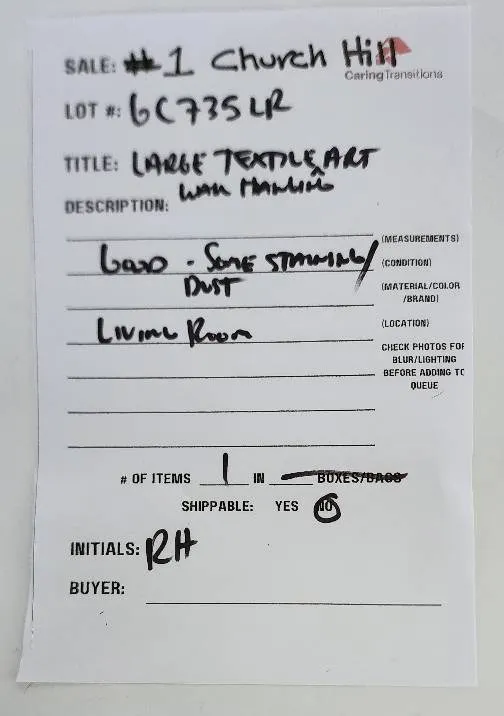 SALE: #1 Church Hill
Caring Transitions
LOT #: GC735LR
TITLE: LARGE TEXTILE ^ ART
WALL HANGING
DESCRIPTION:
(MEASUREMENTS)
GOOD - SOME STAINING/ (CONDITION)
DUST (MATERIAL/COLOR
/BRAND)
LIVING ROOM (LOCATION)
CHECK PHOTOS FOR
BLUR/LIGHTING
BEFORE ADDING TO
QUEUE
# OF ITEMS 1 IN BOXES/BAGS
SHIPPABLE: YES NO
INITIALS: RH
BUYER: